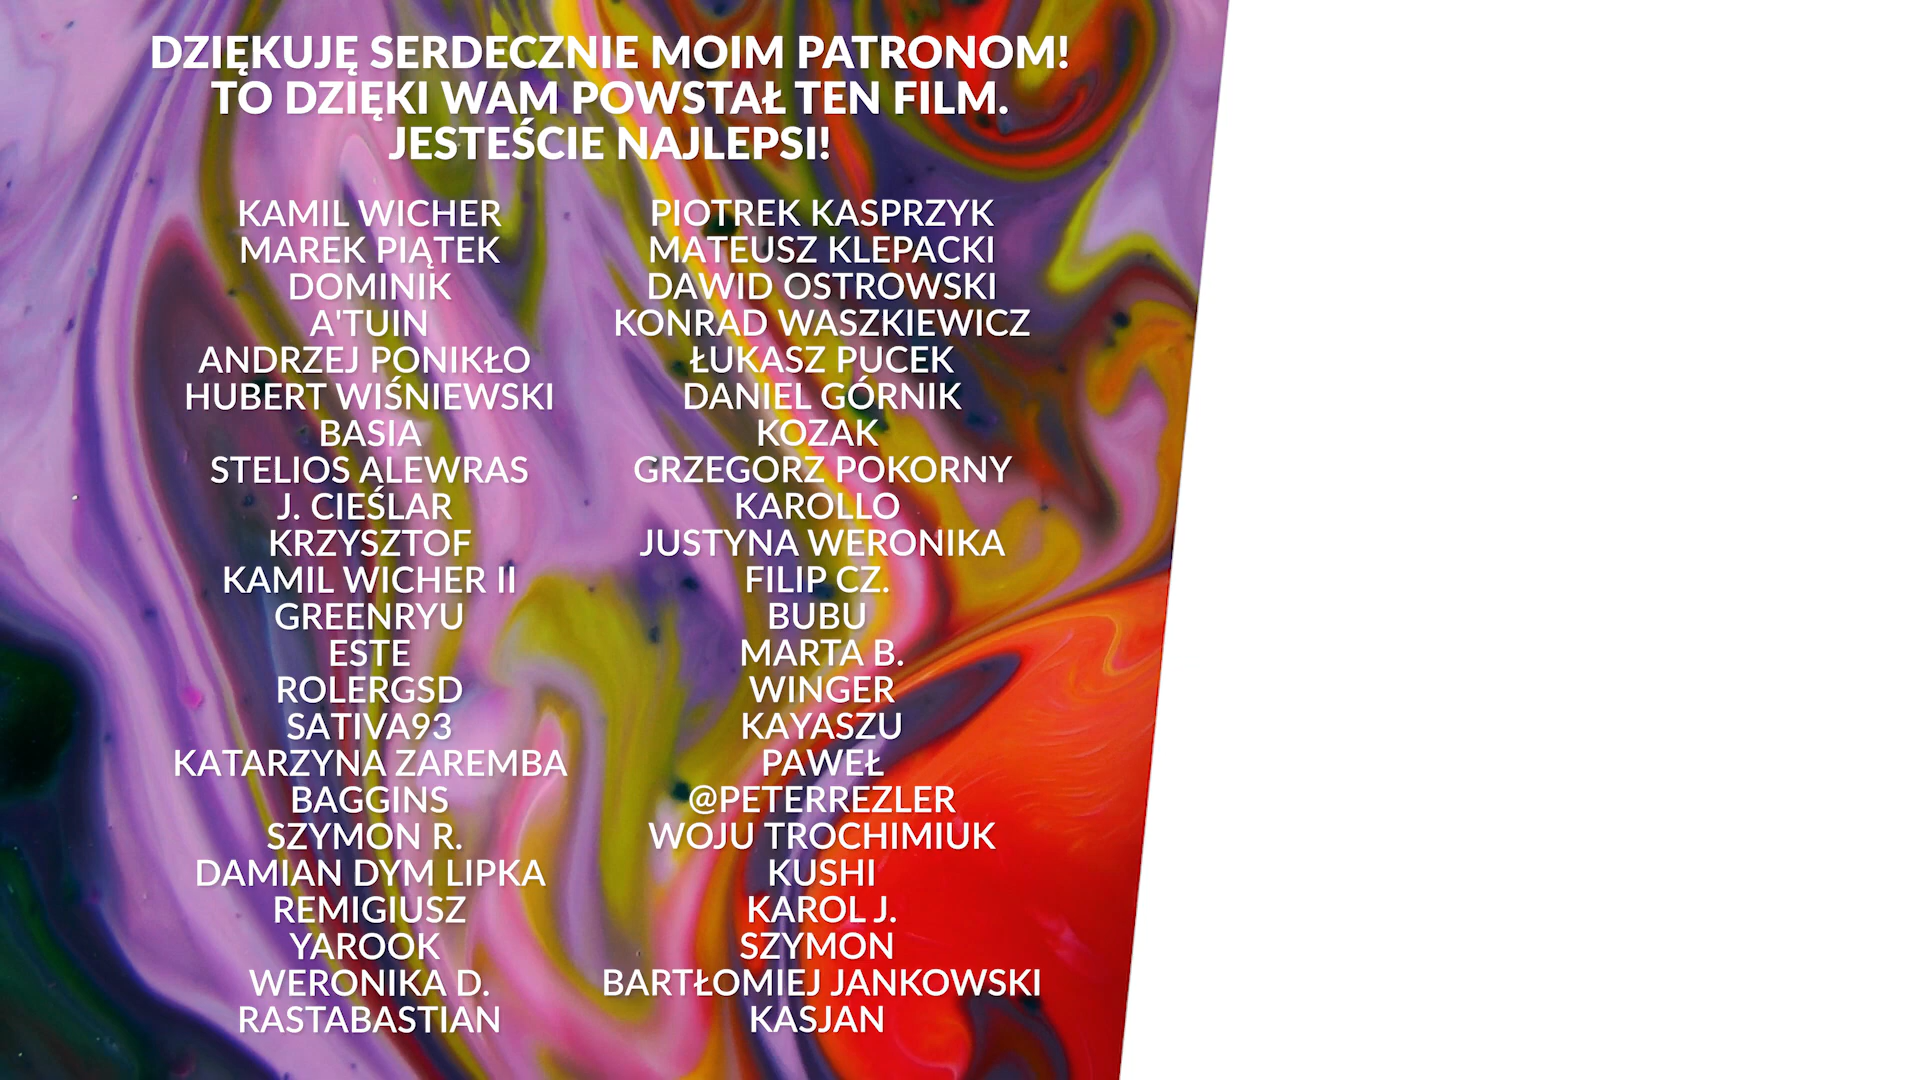 DZIĘKUJĘ SERDECZNIE MOIM PATRONOM!
TO DZIĘKI WAM POWSTAŁ TEN FILM.
JESTEŚCIE NAJLEPSI!
KAMIL WICHER
MAREK PIĄTEK
DOMINIK
A'TUIN
ANDRZEJ PONIKŁO
HUBERT WIŚNIEWSKI
BASIA
STELIOS ALEWRAS
J. CIEŚLAR
KRZYSZTOF
KAMIL WICHER II
GREENRYU
ESTE
ROLERGSD
SATIVA93
KATARZYNA ZAREMBA
BAGGINS
SZYMON R.
DAMIAN DYM LIPKA
REMIGIUSZ
YAROOK
WERONIKA D.
RASTABASTIAN
PIOTREK KASPRZYK
MATEUSZ KLEPACKI
DAWID OSTROWSKI
KONRAD WASZKIEWICZ
ŁUKASZ PUCEK
DANIEL GÓRNIK
KOZAK
GRZEGORZ POKORNY
KAROLLO
JUSTYNA WERONIKA
FILIP CZ.
BUBU
MARTA B.
WINGER
KAYASZU
PAWEŁ
@PETERREZLER
WOJU TROCHIMIUK
KUSHI
KAROL J.
SZYMON
BARTŁOMIEJ JANKOWSKI
KASJAN